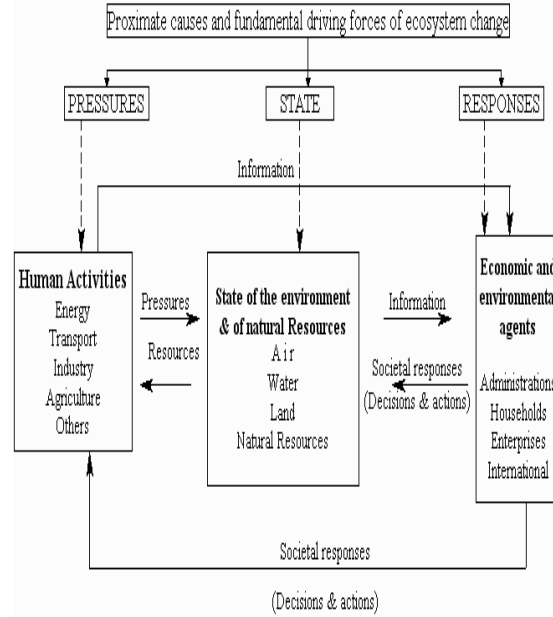 Proximate causes and fundamental driving forces of ecosystem change
PRESSURES
STATE
RESPONSES
Information
Human Activities
Energy
Transport
Industry
Agriculture
Others
Pressures
Resources
State of the environment
& of natural Resources
A i r
Water
Land
Natural Resources
Information
Societal responses
(Decisions & actions)
Economic and
environmental
agents
Administrations
Households
Enterprises
International
Societal responses
(Decisions & actions)